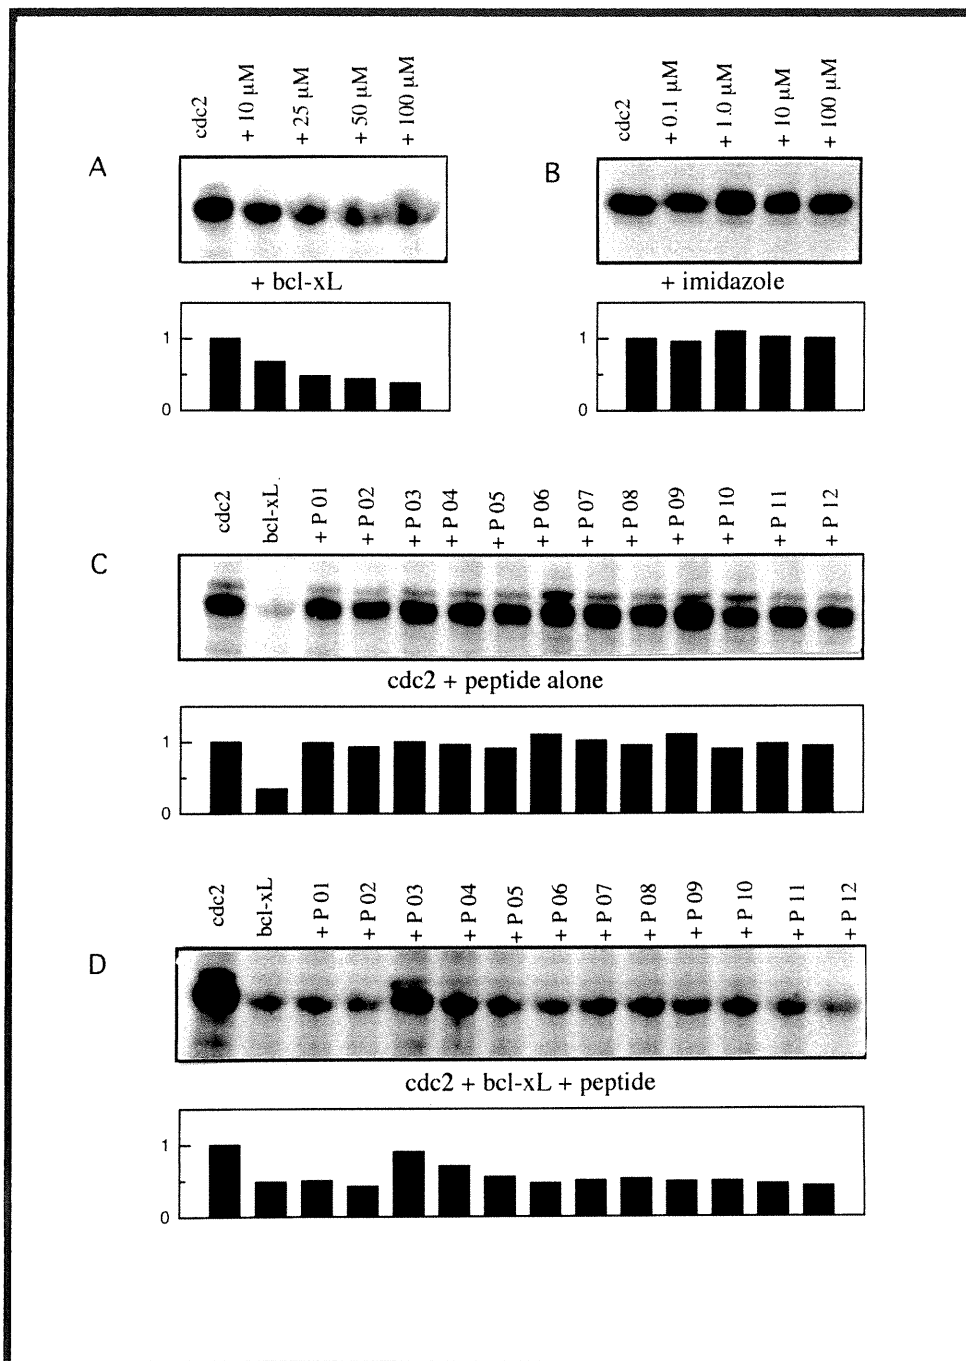 cdc2 + 10 µM + 25 µM + 50 µM + 100 µM
cdc2 + 0.1 µM + 1.0 µM + 10 µM + 100 µM
A
B
+ bcl-xL
+ imidazole
1
0
1
0
cdc2 bcl-xL + P 01 + P 02 + P 03 + P 04 + P 05 + P 06 + P 07 + P 08 + P 09 + P 10 + P 11 + P 12
C
cdc2 + peptide alone
1
0
cdc2 bcl-xL + P 01 + P 02 + P 03 + P 04 + P 05 + P 06 + P 07 + P 08 + P 09 + P 10 + P 11 + P 12
D
cdc2 + bcl-xL + peptide
1
0